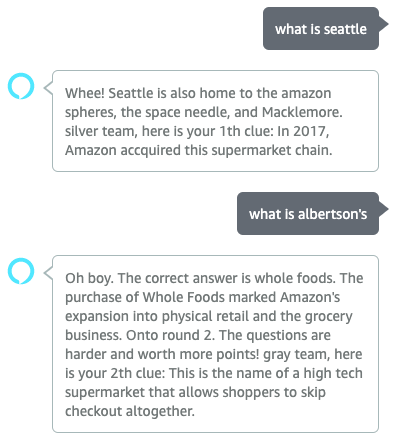 what is seattle
Whee! Seattle is also home to the amazon
spheres, the space needle, and Macklemore.
silver team, here is your 1th clue: In 2017,
Amazon accquired this supermarket chain.
what is albertson's
Oh boy. The correct answer is whole foods. The
purchase of Whole Foods marked Amazon's
expansion into physical retail and the grocery
business. Onto round 2. The questions are
harder and worth more points! gray team, here
is your 2th clue: This is the name of a high tech
supermarket that allows shoppers to skip
checkout altogether.